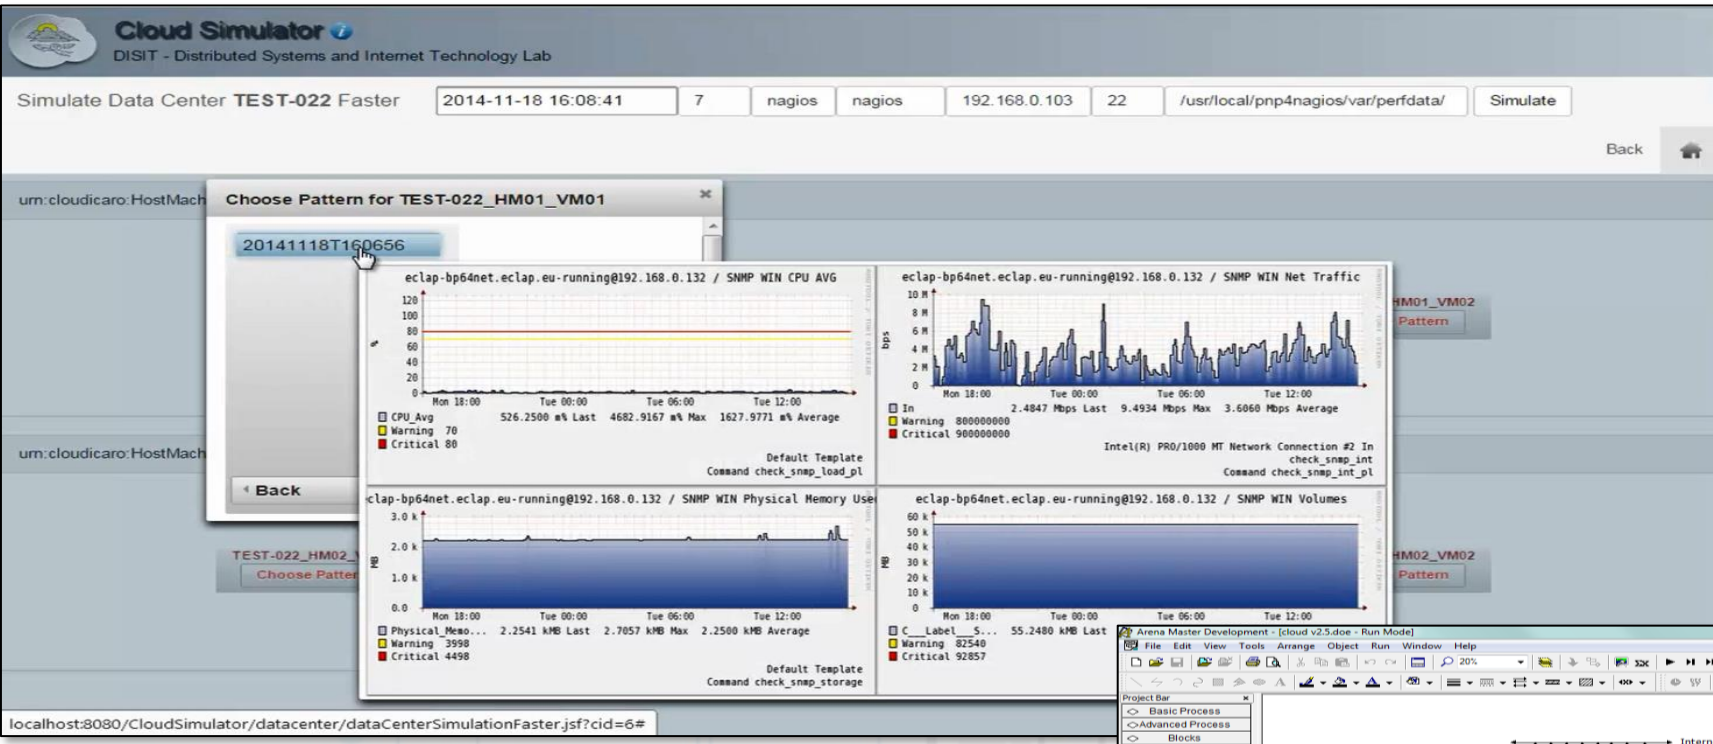 Cloud Simulator
DISIT - Distributed Systems and Internet Technology Lab
Simulate Data Center TEST-022 Faster 2014-11-18 16:08:41 7 nagios nagios 192.168.0.103 22 /usr/local/pnp4nagios/var/perfdata/ Simulate
Back
urn:cloudicaro:HostMach
Choose Pattern for TEST-022_HM01_VM01
20141118T160656
eclap-bp64net.eclap.eu-running@192.168.0.132 / SNMP WIN CPU AVG
120
100
80
60
40
20
0
%
Mon 18:00 Tue 00:00 Tue 06:00 Tue 12:00
CPU_Avg 526.2500 m% Last 4682.9167 m% Max 1627.9771 m% Average
Warning 70
Critical 80
Default Template
Command check_snmp_load_pl
eclap-bp64net.eclap.eu-running@192.168.0.132 / SNMP WIN Net Traffic
10 M
8 M
6 M
4 M
2 M
0
bps
Mon 18:00 Tue 00:00 Tue 06:00 Tue 12:00
In 2.4847 Mbps Last 9.4934 Mbps Max 3.6060 Mbps Average
Warning 800000000
Critical 900000000
Intel(R) PRO/1000 MT Network Connection #2 In
check_snmp_int
Command check_snmp_int_pl
HM01_VM02
Pattern
urn:cloudicaro:HostMach
Back
clap-bp64net.eclap.eu-running@192.168.0.132 / SNMP WIN Physical Memory Use
3.0 k
2.0 k
1.0 k
0.0
MB
Mon 18:00 Tue 00:00 Tue 06:00 Tue 12:00
Physical_Memo... 2.2541 kMB Last 2.7057 kMB Max 2.2500 kMB Average
Warning 3998
Critical 4498
Default Template
Command check_snmp_storage
eclap-bp64net.eclap.eu-running@192.168.0.132 / SNMP WIN Volumes
60 k
50 k
40 k
30 k
20 k
10 k
0
MB
Mon 18:00 Tue 00:00 Tue 06:00 Tue 12:00
C___Label___S... 55.2480 kMB Last
Warning 82540
Critical 92857
TEST-022_HM02_V
Choose Patter
HM02_VM02
Pattern
localhost:8080/CloudSimulator/datacenter/dataCenterSimulationFaster.jsf?cid=6#
Arena Master Development - [cloud v2.5.doe - Run Mode]
File Edit View Tools Arrange Object Run Window Help
20%
Project Bar
Basic Process
Advanced Process
Blocks
Intern